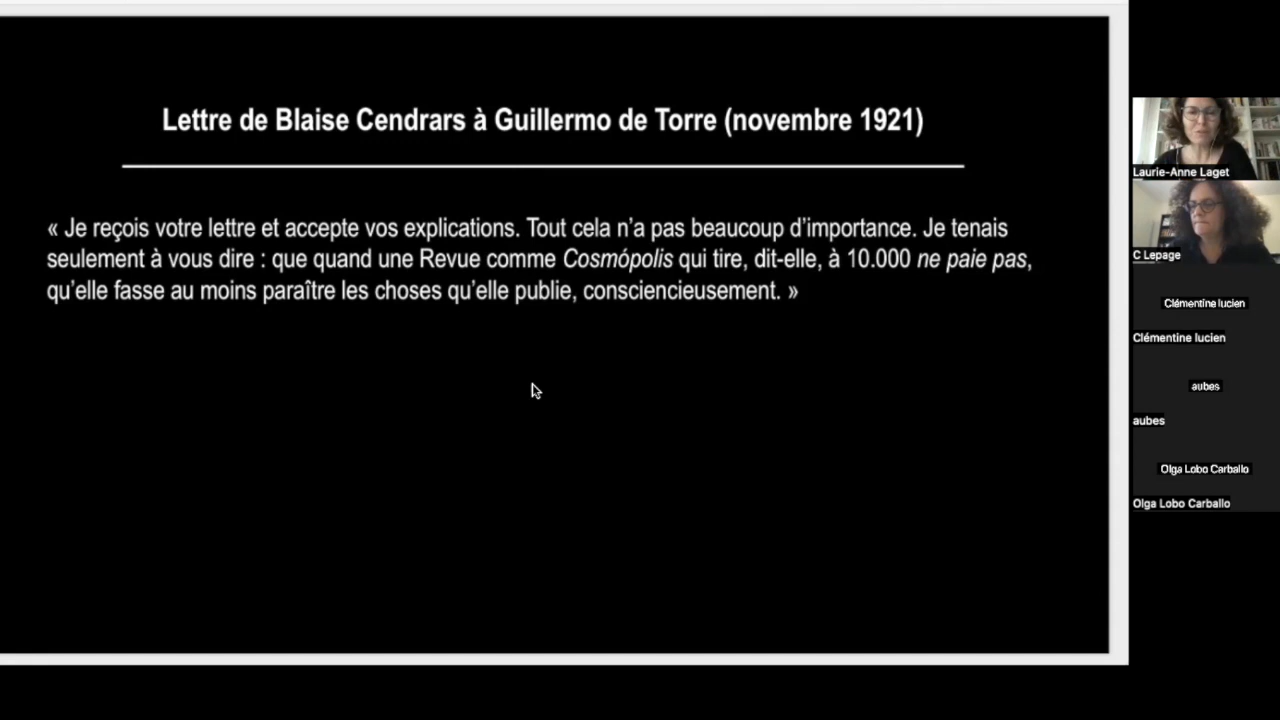 Lettre de Blaise Cendrars à Guillermo de Torre (novembre 1921)
« Je reçois votre lettre et accepte vos explications. Tout cela n’a pas beaucoup d’importance. Je tenais
seulement à vous dire : que quand une Revue comme Cosmópolis qui tire, dit-elle, à 10.000 ne paie pas,
qu’elle fasse au moins paraître les choses qu’elle publie, consciencieusement. »
Laurie-Anne Laget
C Lepage
Clémentine lucien
Clémentine lucien
aubes
aubes
Olga Lobo Carballo
Olga Lobo Carballo